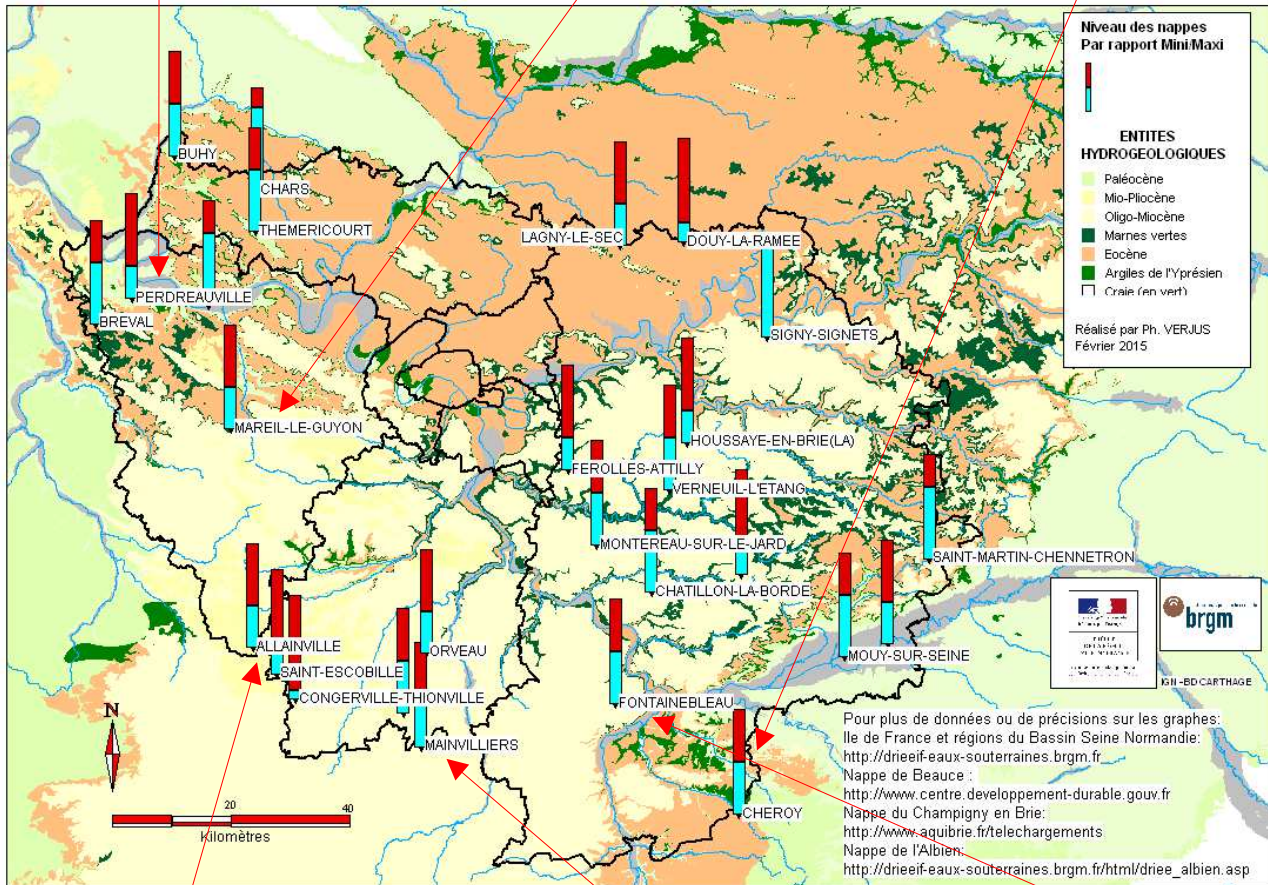 Niveau des nappes
Par rapport Mini/Maxi
ENTITES
HYDROGEOLOGIQUES
Paléocène
Mio-Pliocène
Oligo-Miocène
Marnes vertes
Eocène
Argiles de l'Yprésien
Craie (en vert)
Réalisé par Ph. VERJUS
Février 2015
BUHY
CHARS
THEMERICOURT
LAGNY-LE-SEC
DOUY-LA-RAMEE
PERDREAUVILLE
BREVAL
SIGNY-SIGNETS
MAREIL-LE-GUYON
HOUSSAYE-EN-BRIE(LA)
FEROLLES-ATTILLY
VERNEUIL-L'ETANG
MONTEREAU-SUR-LE-JARD
SAINT-MARTIN-CHENNETRON
CHATILLON-LA-BORDE
ALLAINVILLE
ORVEAU
MOUY-SUR-SEINE
SAINT-ESCOBILLE
CONGERVILLE-THIONVILLE
FONTAINEBLEAU
MAINVILLIERS
CHEROY
brgm
IGN-BD CARTHAGE
N
20 40
Kilomètres
Pour plus de données ou de précisions sur les graphes:
Ile de France et régions du Bassin Seine Normandie:
http://drieeif-eaux-souterraines.brgm.fr
Nappe de Beauce :
http://www.centre.developpement-durable.gouv.fr
Nappe du Champigny en Brie:
http://www.aquibrie.fr/telechargements
Nappe de l'Albien:
http://drieeif-eaux-souterraines.brgm.fr/html/driee_albien.asp